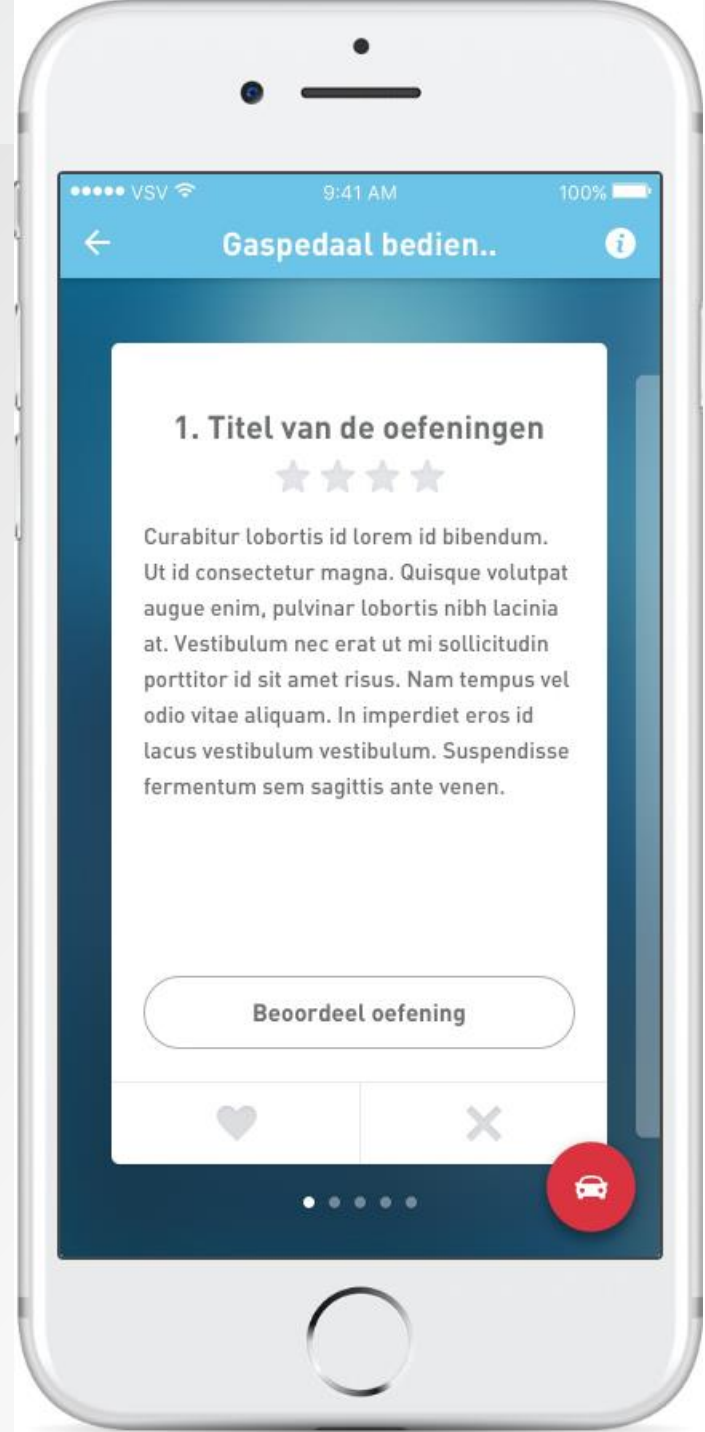 VSV 9:41 AM 100%
Gaspedaal bedien..
1. Titel van de oefeningen
Curabitur lobortis id lorem id bibendum.
Ut id consectetur magna. Quisque volutpat
augue enim, pulvinar lobortis nibh lacinia
at. Vestibulum nec erat ut mi sollicitudin
porttitor id sit amet risus. Nam tempus vel
odio vitae aliquam. In imperdiet eros id
lacus vestibulum vestibulum. Suspendisse
fermentum sem sagittis ante venen.
Beoordeel oefening